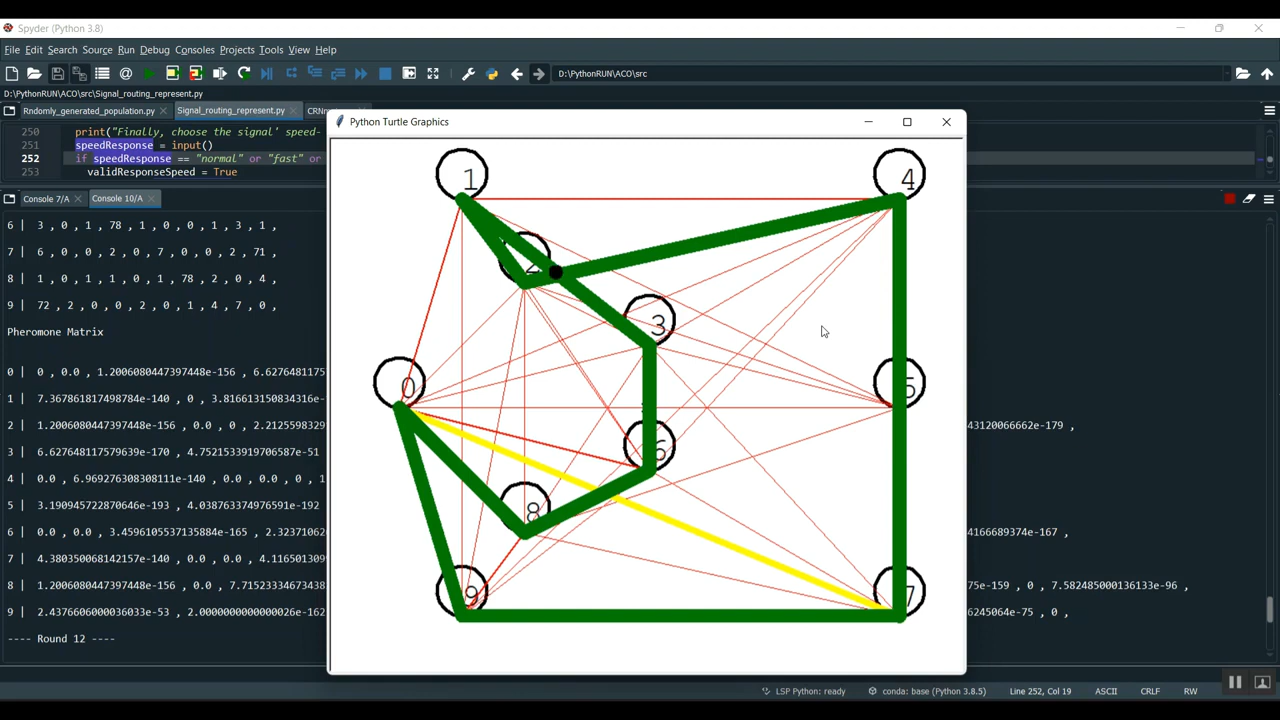 Spyder (Python 3.8)
File Edit Search Source Run Debug Consoles Projects Tools View Help
D:\PythonRUN\ACO\src
D:\PythonRUN\ACO\src\Signal_routing_represent.py
Rndomly_generated_population.py Signal_routing_represent.py
250 print("Finally, choose the signal' speed-
251 speedResponse = input()
252 if speedResponse == "normal" or "fast" or
253 validResponseSpeed = True
Console 7/A Console 10/A
6 | 3 , 0 , 1 , 78 , 1 , 0 , 0 , 1 , 3 , 1 ,
7 | 6 , 0 , 0 , 2 , 0 , 7 , 0 , 0 , 2 , 71 ,
8 | 1 , 0 , 1 , 1 , 0 , 1 , 78 , 2 , 0 , 4 ,
9 | 72 , 2 , 0 , 0 , 2 , 0 , 1 , 4 , 7 , 0 ,
Pheromone Matrix
0 | 0 , 0.0 , 1.2006080447397448e-156 , 6.6276481175
1 | 7.367861817498784e-140 , 0 , 3.816613150834316e-
2 | 1.2006080447397448e-156 , 0.0 , 0 , 2.2125598329 43120066662e-179 ,
3 | 6.627648117579639e-170 , 4.7521533919706587e-51
4 | 0.0 , 6.969276308308111e-140 , 0.0 , 0.0 , 0 , 1
5 | 3.190945722870646e-193 , 4.038763374976591e-192
6 | 0.0 , 0.0 , 3.4596105537135884e-165 , 2.32371062 4166689374e-167 ,
7 | 4.380350068142157e-140 , 0.0 , 0.0 , 4.116501309
8 | 1.2006080447397448e-156 , 0.0 , 7.71523334673438 75e-159 , 0 , 7.582485000136133e-96 ,
9 | 2.4376606000036033e-53 , 2.0000000000000026e-162 6245064e-75 , 0 ,
---- Round 12 ----
Python Turtle Graphics
1
4
2
3
0
5
6
8
9
7
LSP Python: ready conda: base (Python 3.8.5) Line 252, Col 19 ASCII CRLF RW